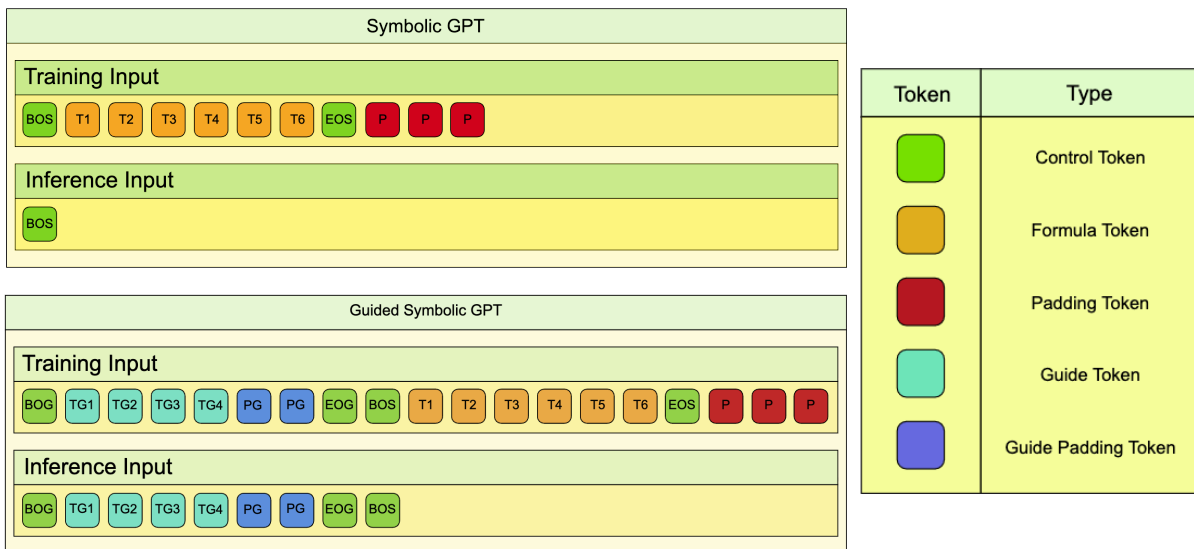 Symbolic GPT
Training Input
BOS T1 T2 T3 T4 T5 T6 EOS P P P
Inference Input
BOS
Guided Symbolic GPT
Training Input
BOG TG1 TG2 TG3 TG4 PG PG EOG BOS T1 T2 T3 T4 T5 T6 EOS P P P
Inference Input
BOG TG1 TG2 TG3 TG4 PG PG EOG BOS
Token Type
Control Token
Formula Token
Padding Token
Guide Token
Guide Padding Token